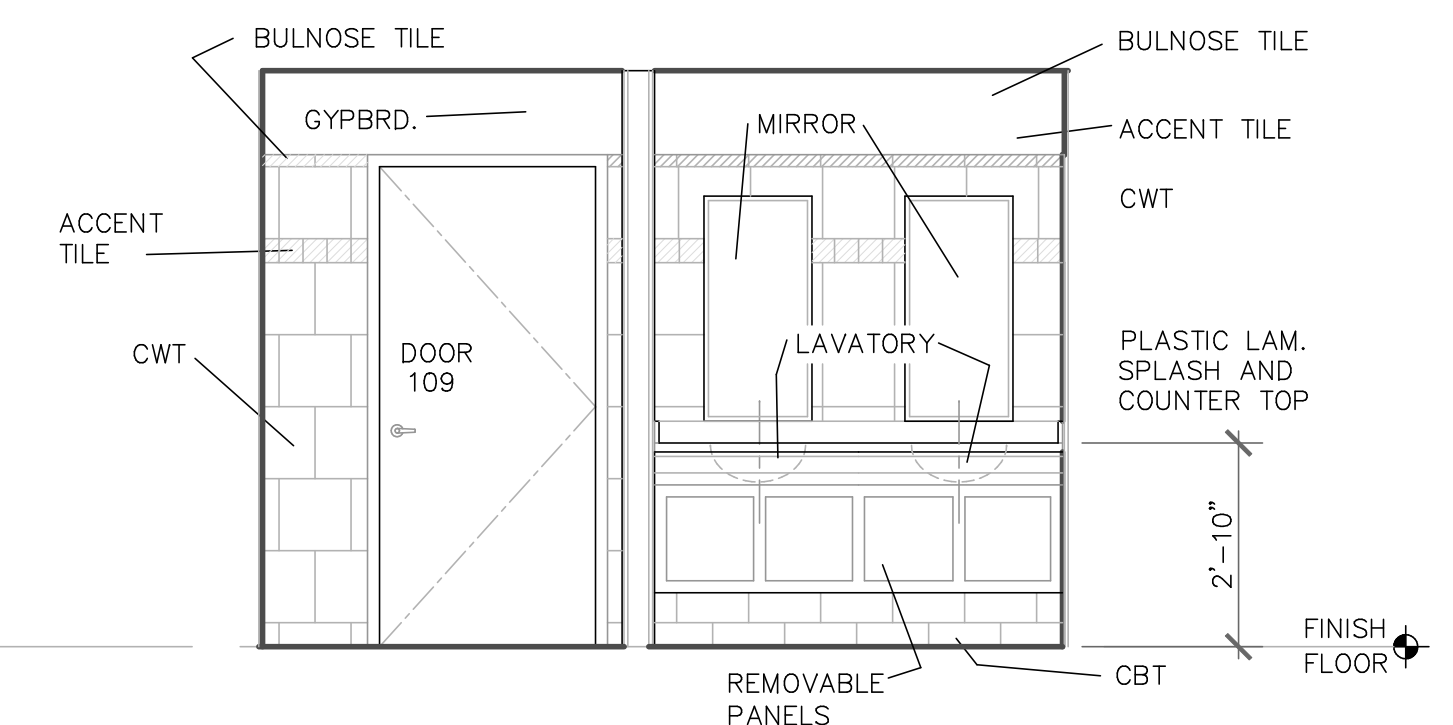 BULNOSE TILE
BULNOSE TILE
GYPBRD.
MIRROR
ACCENT TILE
CWT
ACCENT
TILE
LAVATORY
PLASTIC LAM.
SPLASH AND
COUNTER TOP
CWT
DOOR
109
2'-10"
FINISH
FLOOR
CBT
REMOVABLE
PANELS